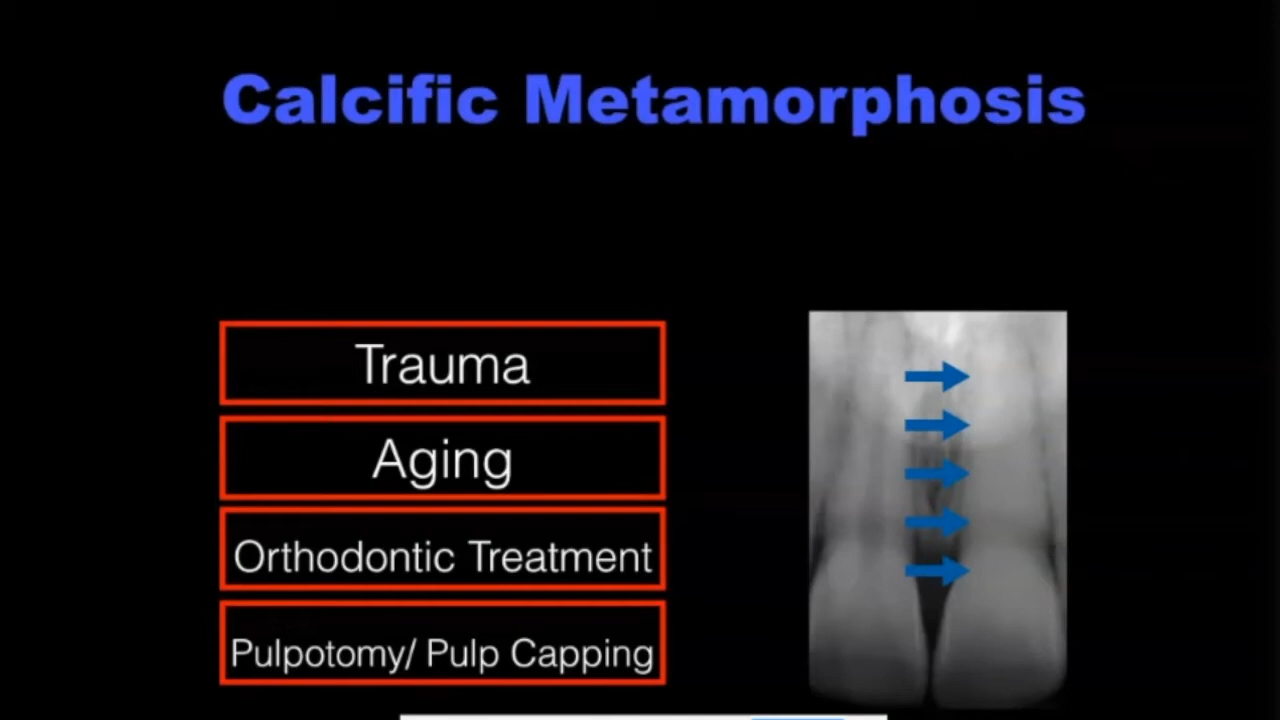 Calcific Metamorphosis
Trauma
Aging
Orthodontic Treatment
Pulpotomy/ Pulp Capping